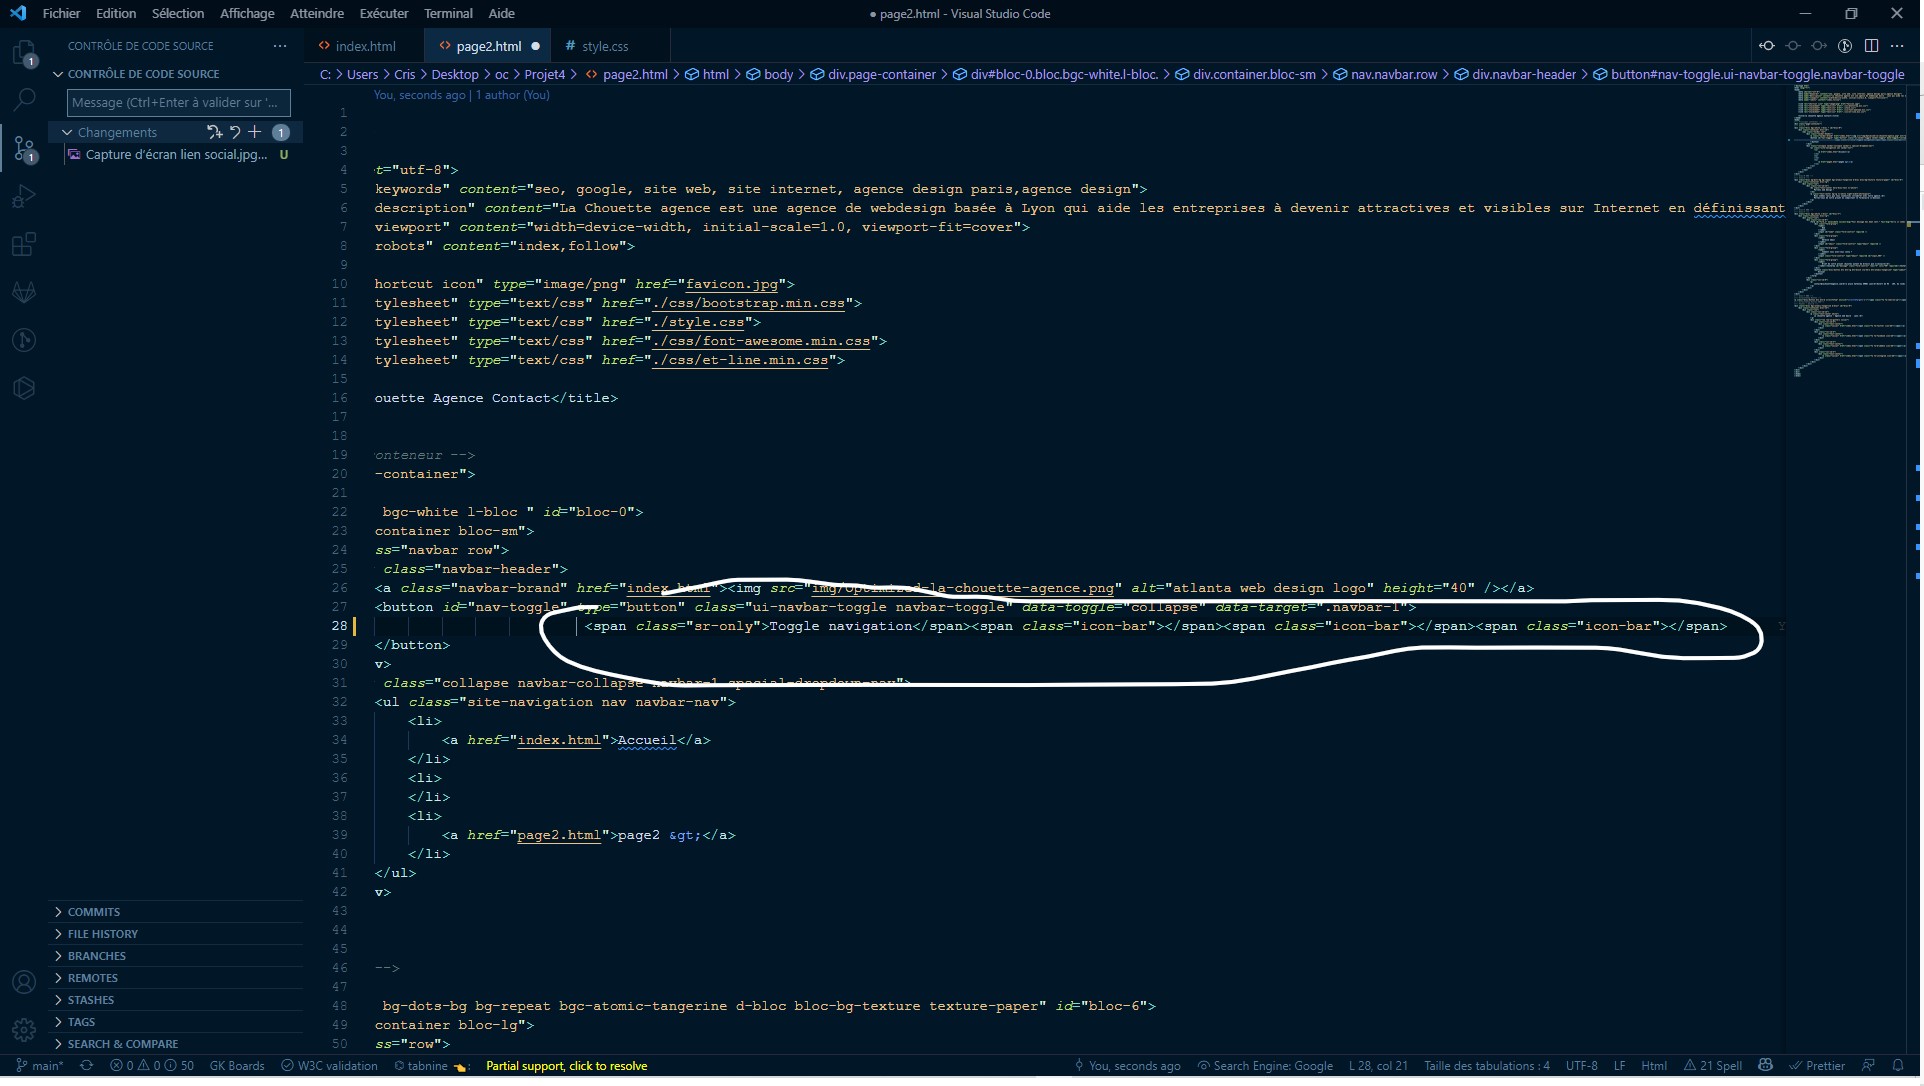 Fichier Edition Sélection Affichage Atteindre Exécuter Terminal Aide
● page2.html - Visual Studio Code
CONTRÔLE DE CODE SOURCE ···
index.html page2.html ● # style.css
CONTRÔLE DE CODE SOURCE
C: > Users > Cris > Desktop > oc > Projet4 > page2.html > html > body > div.page-container > div#bloc-0.bloc.bgc-white.l-bloc. > div.container.bloc-sm > nav.navbar.row > div.navbar-header > button#nav-toggle.ui-navbar-toggle.navbar-toggle
Message (Ctrl+Enter à valider sur '...
Changements 1
Capture d'écran lien social.jpg... U
1
1
You, seconds ago | 1 author (You)
1
2
3
4 t="utf-8">
5 keywords" content="seo, google, site web, site internet, agence design paris,agence design">
6 description" content="La Chouette agence est une agence de webdesign basée à Lyon qui aide les entreprises à devenir attractives et visibles sur Internet en définissant
7 viewport" content="width=device-width, initial-scale=1.0, viewport-fit=cover">
8 robots" content="index,follow">
9
10 hortcut icon" type="image/png" href="favicon.jpg">
11 tylesheet" type="text/css" href="./css/bootstrap.min.css">
12 tylesheet" type="text/css" href="./style.css">
13 tylesheet" type="text/css" href="./css/font-awesome.min.css">
14 tylesheet" type="text/css" href="./css/et-line.min.css">
15
16 ouette Agence Contact</title>
17
18
19 onteneur -->
20 -container">
21
22 bgc-white l-bloc " id="bloc-0">
23 container bloc-sm">
24 ss="navbar row">
25 class="navbar-header">
26 <a class="navbar-brand" href="index.html"><img src="img/optimized-la-chouette-agence.png" alt="atlanta web design logo" height="40" /></a>
27 <button id="nav-toggle" type="button" class="ui-navbar-toggle navbar-toggle" data-toggle="collapse" data-target=".navbar-1">
28 <span class="sr-only">Toggle navigation</span><span class="icon-bar"></span><span class="icon-bar"></span><span class="icon-bar"></span> Y
29 </button>
30 v>
31 class="collapse navbar-collapse navbar-1 spacial-dropdown-nav">
32 <ul class="site-navigation nav navbar-nav">
33 <li>
34 <a href="index.html">Accueil</a>
35 </li>
36 <li>
37 </li>
38 <li>
39 <a href="page2.html">page2 &gt;</a>
40 </li>
41 </ul>
42 v>
43
44
45
46 -->
47
48 bg-dots-bg bg-repeat bgc-atomic-tangerine d-bloc bloc-bg-texture texture-paper" id="bloc-6">
49 container bloc-lg">
50 ss="row">
COMMITS
FILE HISTORY
BRANCHES
REMOTES
STASHES
TAGS
SEARCH & COMPARE
main* 0 0 50 GK Boards W3C validation tabnine : Partial support, click to resolve You, seconds ago Search Engine: Google L 28, col 21 Taille des tabulations : 4 UTF-8 LF Html 21 Spell Prettier